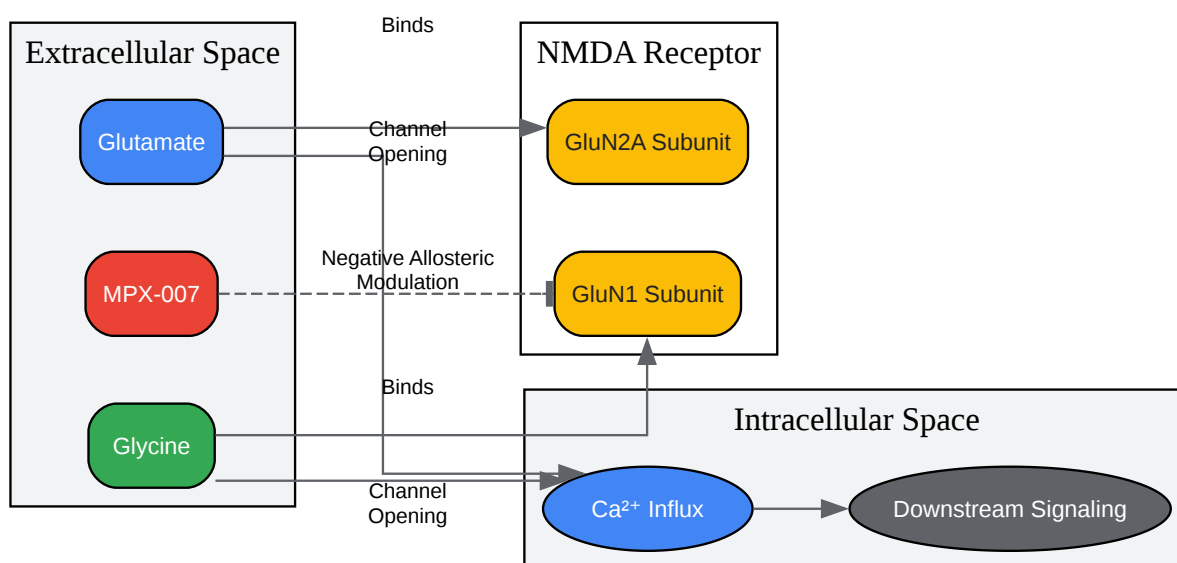 Binds
Extracellular Space
NMDA Receptor
Glutamate
Channel
Opening
GluN2A Subunit
Negative Allosteric
Modulation
MPX-007
GluN1 Subunit
Binds
Intracellular Space
Glycine
Channel
Opening
Ca²⁺ Influx
Downstream Signaling